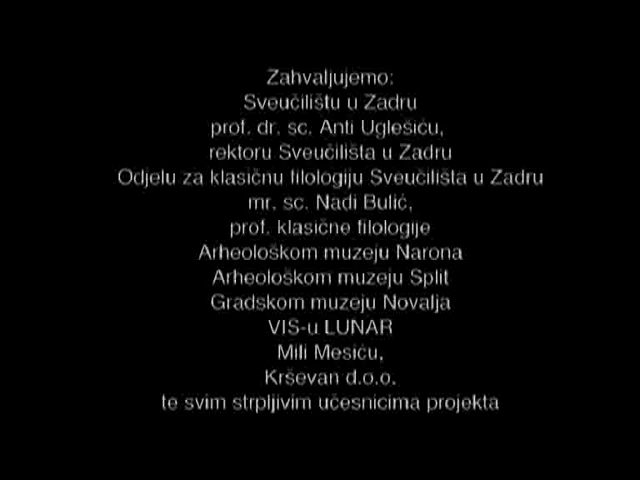 Zahvaljujemo:
Sveučilištu u Zadru
prof. dr. sc. Anti Uglešiću,
rektoru Sveučilišta u Zadru
Odjelu za klasičnu filologiju Sveučilišta u Zadru
mr. sc. Nadi Bulić,
prof. klasične filologije
Arheološkom muzeju Narona
Arheološkom muzeju Split
Gradskom muzeju Novalja
VIS-u LUNAR
Mili Mesiću,
Krševan d.o.o.
te svim strpljivim učesnicima projekta